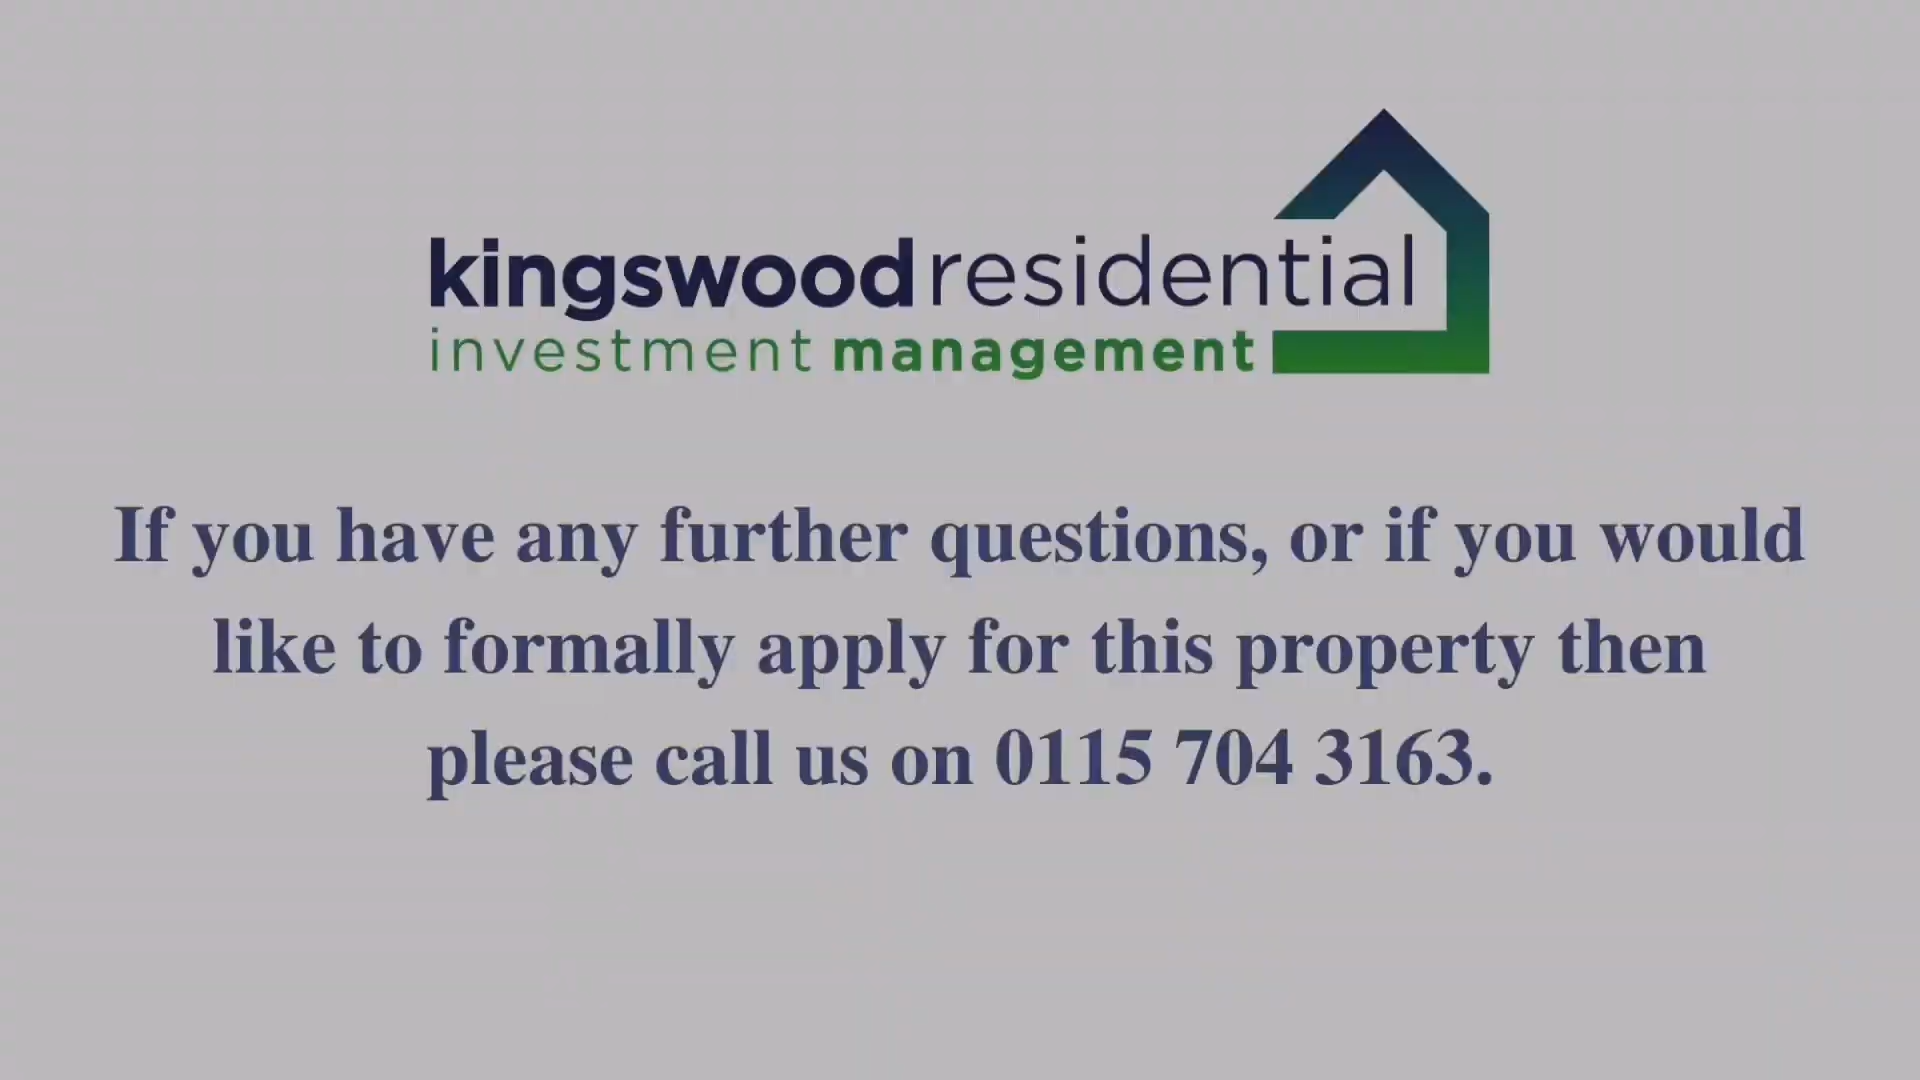 kingswoodresidential
investment management
If you have any further questions, or if you would
like to formally apply for this property then
please call us on 0115 704 3163.